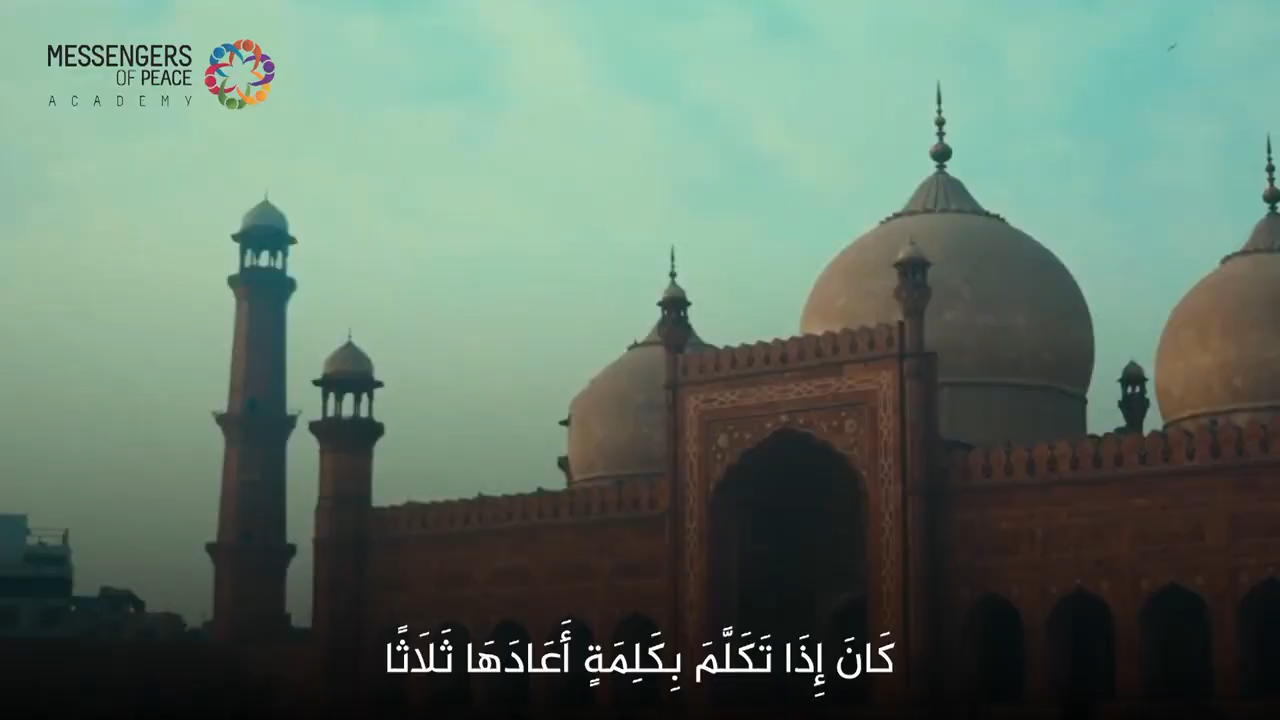 MESSENGERS
OF PEACE
ACADEMY
كَانَ إِذَا تَكَلَّمَ بِكَلِمَةٍ أَعَادَهَا ثَلَاثًا